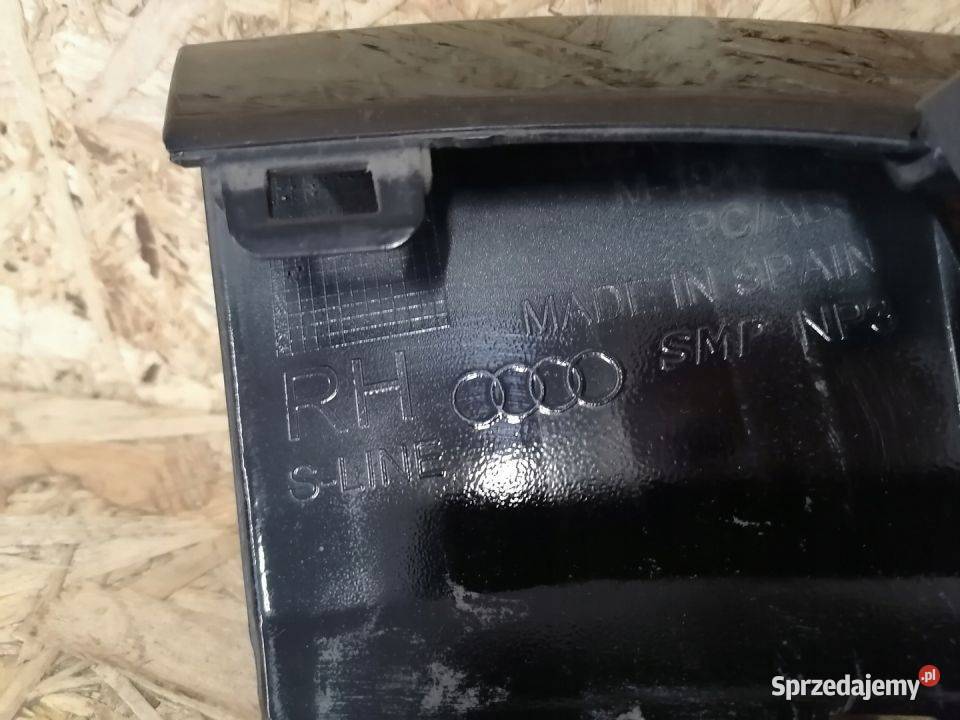 PC/ABS
MADE IN SPAIN
SMP NP3
RH
S-LINE
Sprzedajemy.pl